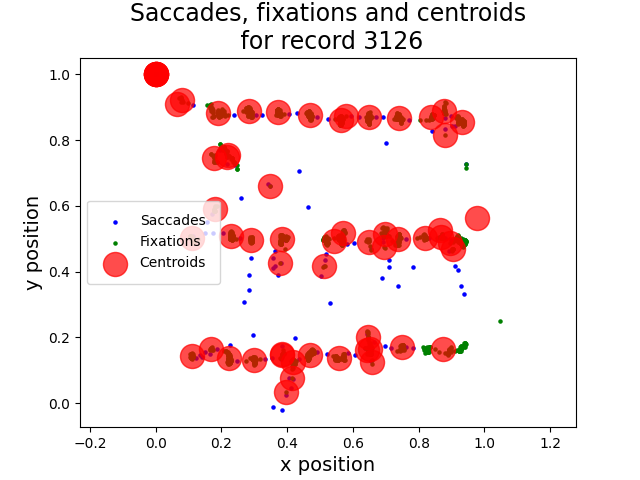 Saccades, fixations and centroids
for record 3126
y position
1.0
0.8
0.6
0.4
0.2
0.0
Saccades
Fixations
Centroids
−0.2 0.0 0.2 0.4 0.6 0.8 1.0 1.2
x position